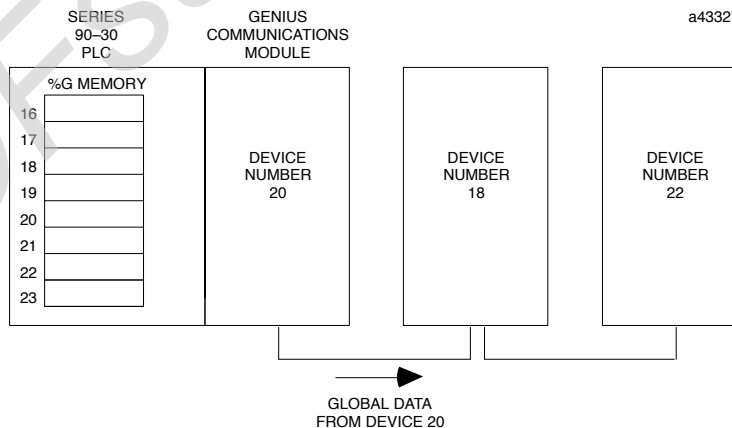 SERIES
90–30
PLC
GENIUS
COMMUNICATIONS
MODULE
%G MEMORY
16
17
18
19
20
21
22
23
DEVICE
NUMBER
20
DEVICE
NUMBER
18
DEVICE
NUMBER
22
GLOBAL DATA
FROM DEVICE 20